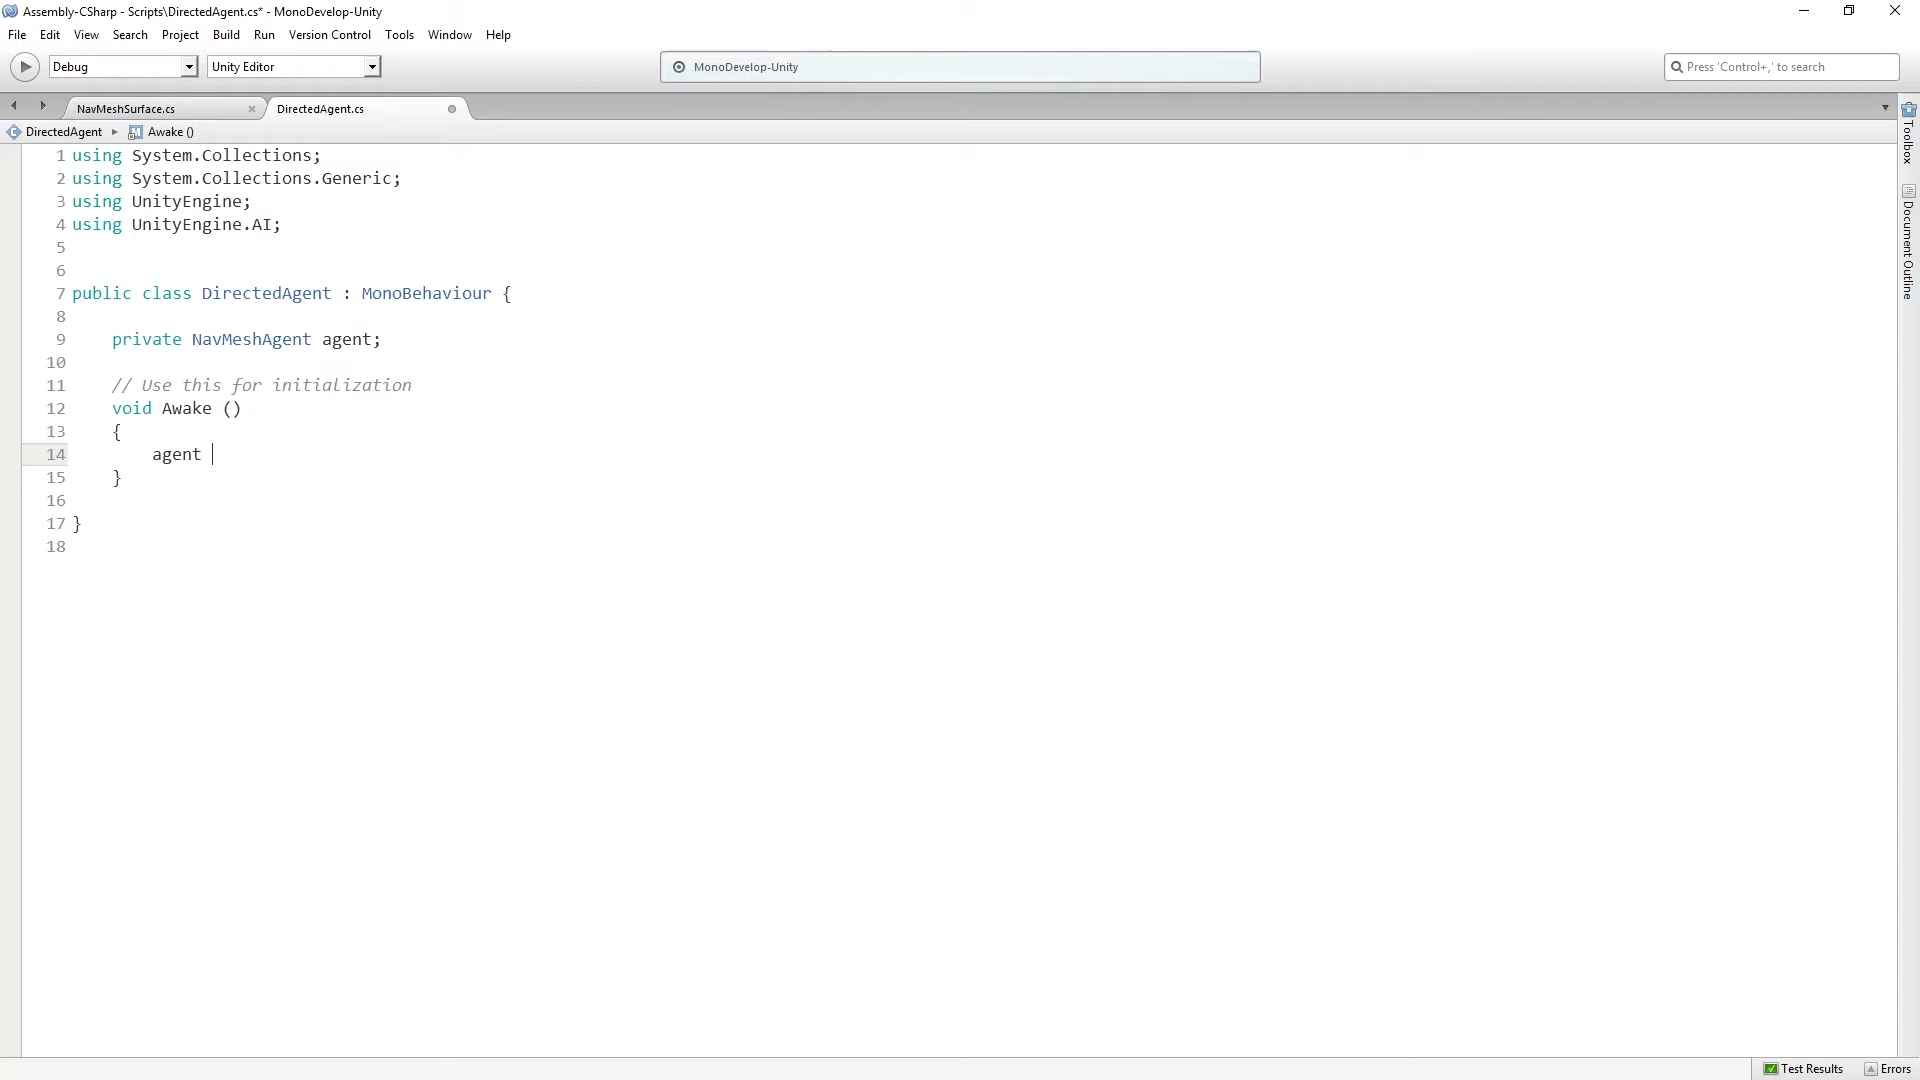 Assembly-CSharp - Scripts\DirectedAgent.cs* - MonoDevelop-Unity
File Edit View Search Project Build Run Version Control Tools Window Help
Debug Unity Editor MonoDevelop-Unity Press 'Control+,' to search
NavMeshSurface.cs DirectedAgent.cs
DirectedAgent Awake ()
1 using System.Collections;
2 using System.Collections.Generic;
3 using UnityEngine;
4 using UnityEngine.AI;
5
6
7 public class DirectedAgent : MonoBehaviour {
8
9 private NavMeshAgent agent;
10
11 // Use this for initialization
12 void Awake ()
13 {
14 agent
15 }
16
17 }
18
Toolbox
Document Outline
Test Results Errors